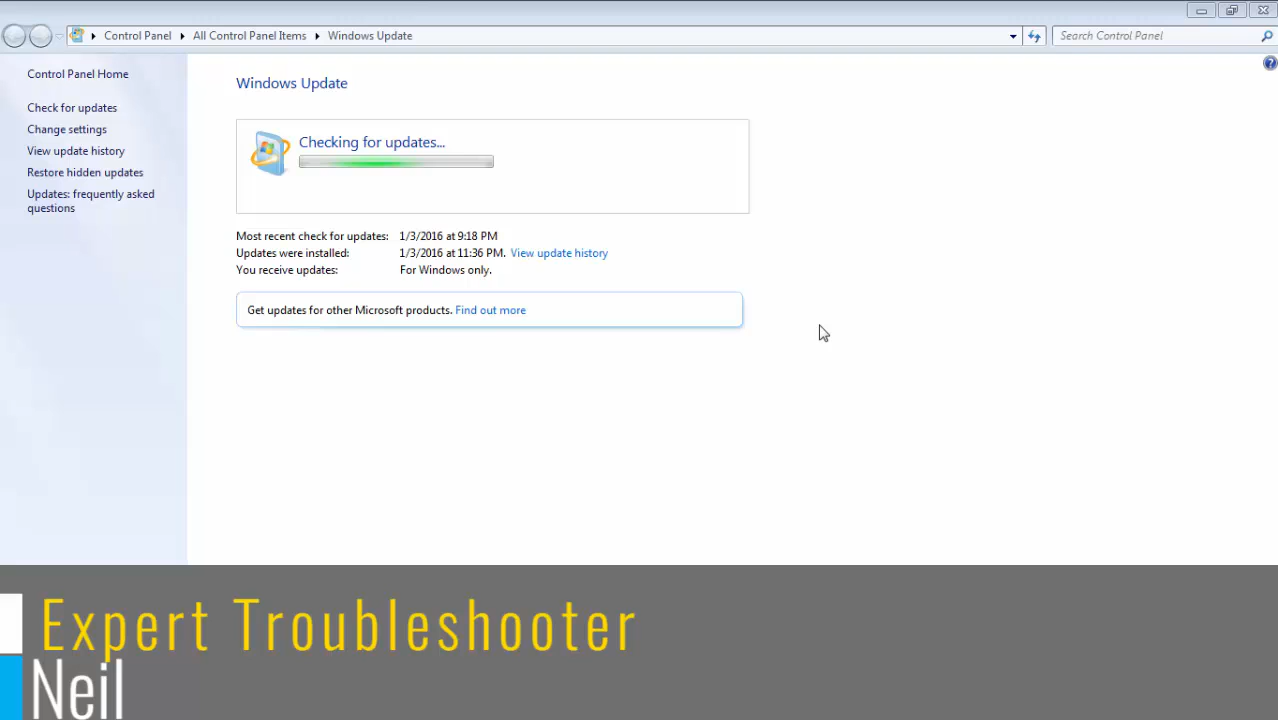 Control Panel All Control Panel Items Windows Update Search Control Panel
Control Panel Home
Check for updates
Change settings
View update history
Restore hidden updates
Updates: frequently asked
questions
Windows Update
Checking for updates...
Most recent check for updates: 1/3/2016 at 9:18 PM
Updates were installed: 1/3/2016 at 11:36 PM. View update history
You receive updates: For Windows only.
Get updates for other Microsoft products. Find out more
Expert Troubleshooter
Neil